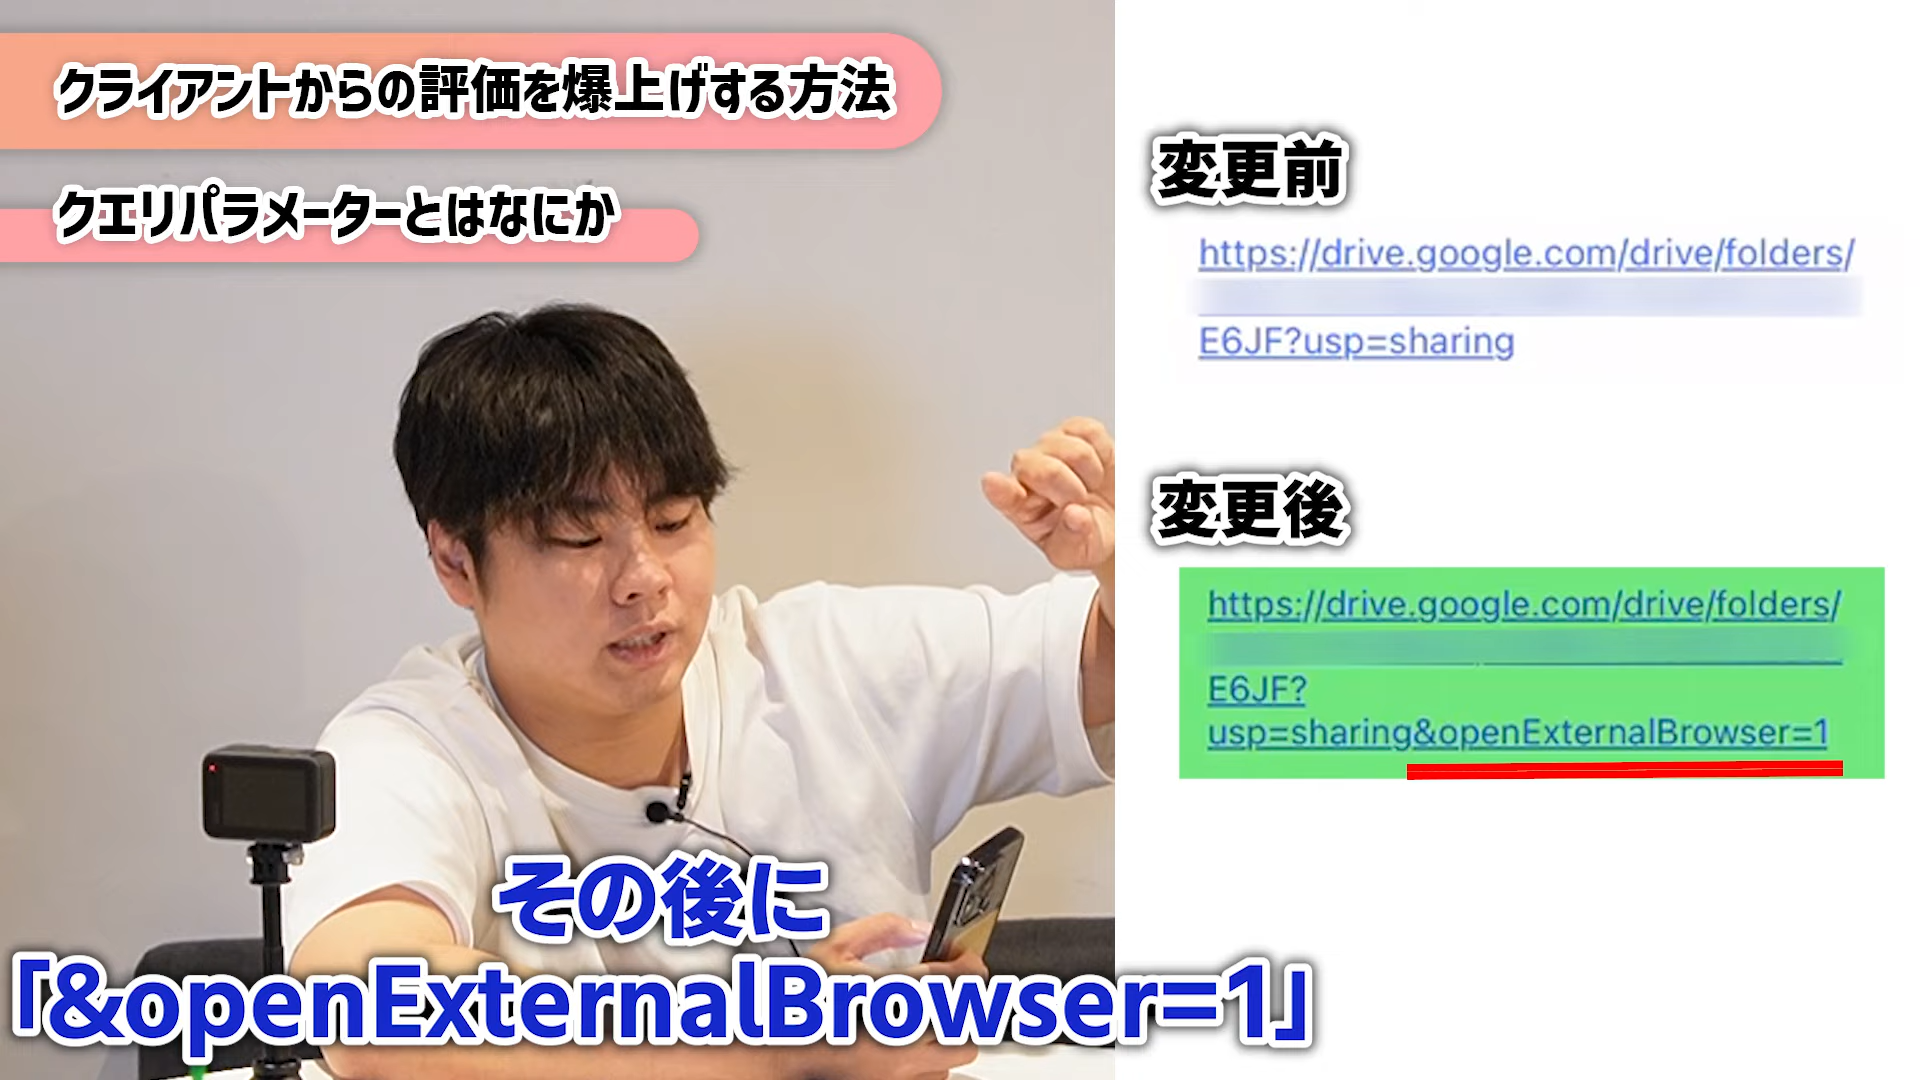 クライアントからの評価を爆上げする方法
クエリパラメーターとはなにか
変更前
https://drive.google.com/drive/folders/
E6JF?usp=sharing
変更後
https://drive.google.com/drive/folders/
E6JF?
usp=sharing&openExternalBrowser=1
その後に
「&openExternalBrowser=1」